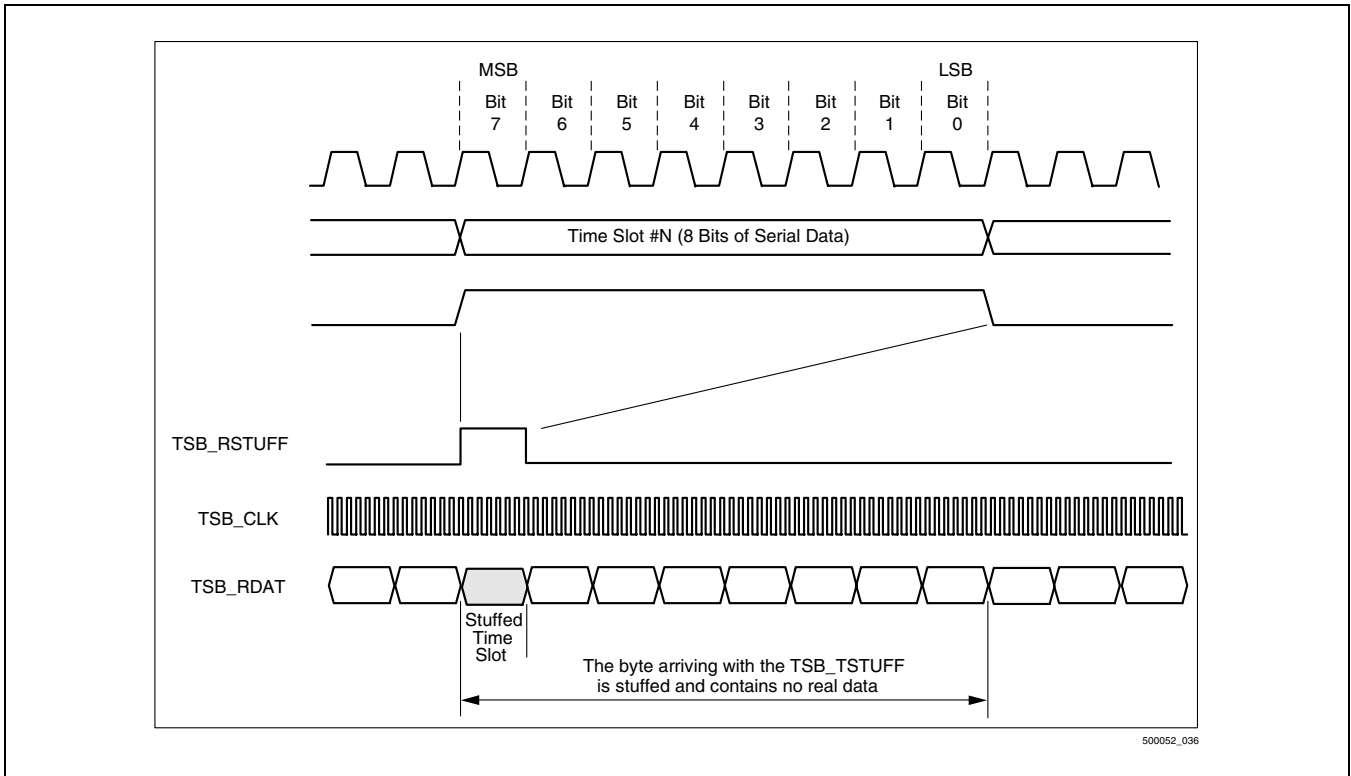 MSB LSB
Bit Bit Bit Bit Bit Bit Bit Bit
7 6 5 4 3 2 1 0
Time Slot #N (8 Bits of Serial Data)
TSB_RSTUFF
TSB_CLK
TSB_RDAT
Stuffed
Time
Slot
The byte arriving with the TSB_TSTUFF
is stuffed and contains no real data
500052_036